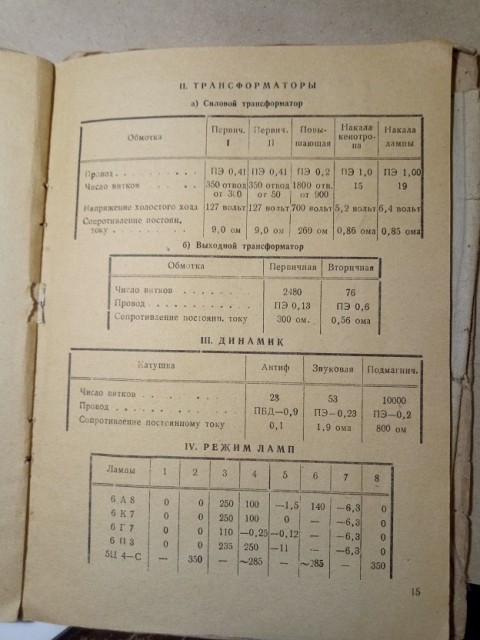 II. ТРАНСФОРМАТОРЫ
а) Силовой трансформатор
Обмотка Первич. I Первич. II Повышающая Накала кенотрона Накала лампы
Провод ПЭ 0,41 ПЭ 0,41 ПЭ 0,2 ПЭ 1,0 ПЭ 1,00
Число витков 350 отвод от 300 350 отвод от 50 1800 отв. от 900 15 19
Напряжение холостого хода 127 вольт 127 вольт 700 вольт 5,2 вольт 6,4 вольт
Сопротивление постоян. току 9,0 ом 9,0 ом 260 ом 0,86 ома 0,85 ома
б) Выходной трансформатор
Обмотка Первичная Вторичная
Число витков 2480 76
Провод ПЭ 0,13 ПЭ 0,6
Сопротивление постоянн. току 300 ом. 0,56 ома
III. ДИНАМИК
Катушка Антиф Звуковая Подмагнич.
Число витков 28 53 10000
Провод ПБД—0,9 ПЭ—0,23 ПЭ—0,2
Сопротивление постоянному току 0,1 1,9 ома 800 ом
IV. РЕЖИМ ЛАМП
Лампы 1 2 3 4 5 6 7 8
6 А 8 0 0 250 100 —1,5 140 —6,3 0
6 К 7 0 0 250 100 0 — —6,3 0
6 Г 7 0 0 110 —0,25 —0,12 — —6,3 0
6 П 3 0 0 235 250 —11 — —6,3 0
5Ц 4—С — 350 — ~285 — ~285 — 350
15